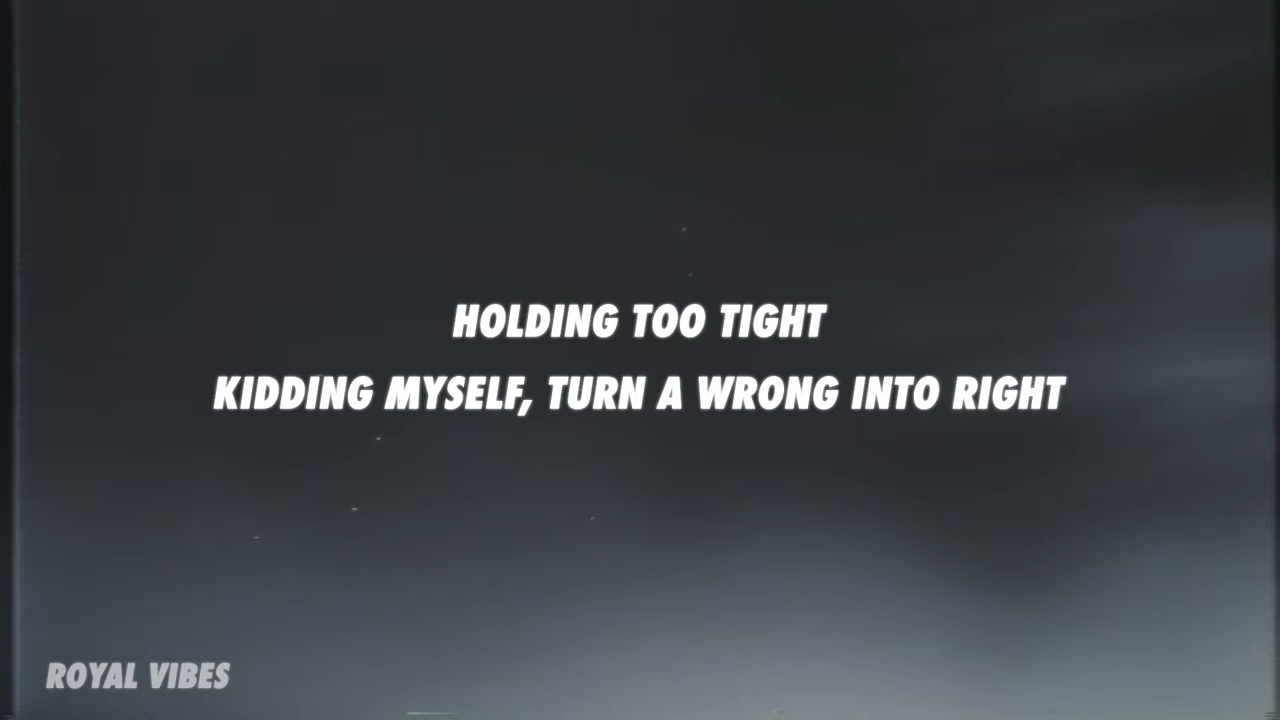 HOLDING TOO TIGHT
KIDDING MYSELF, TURN A WRONG INTO RIGHT
ROYAL VIBES